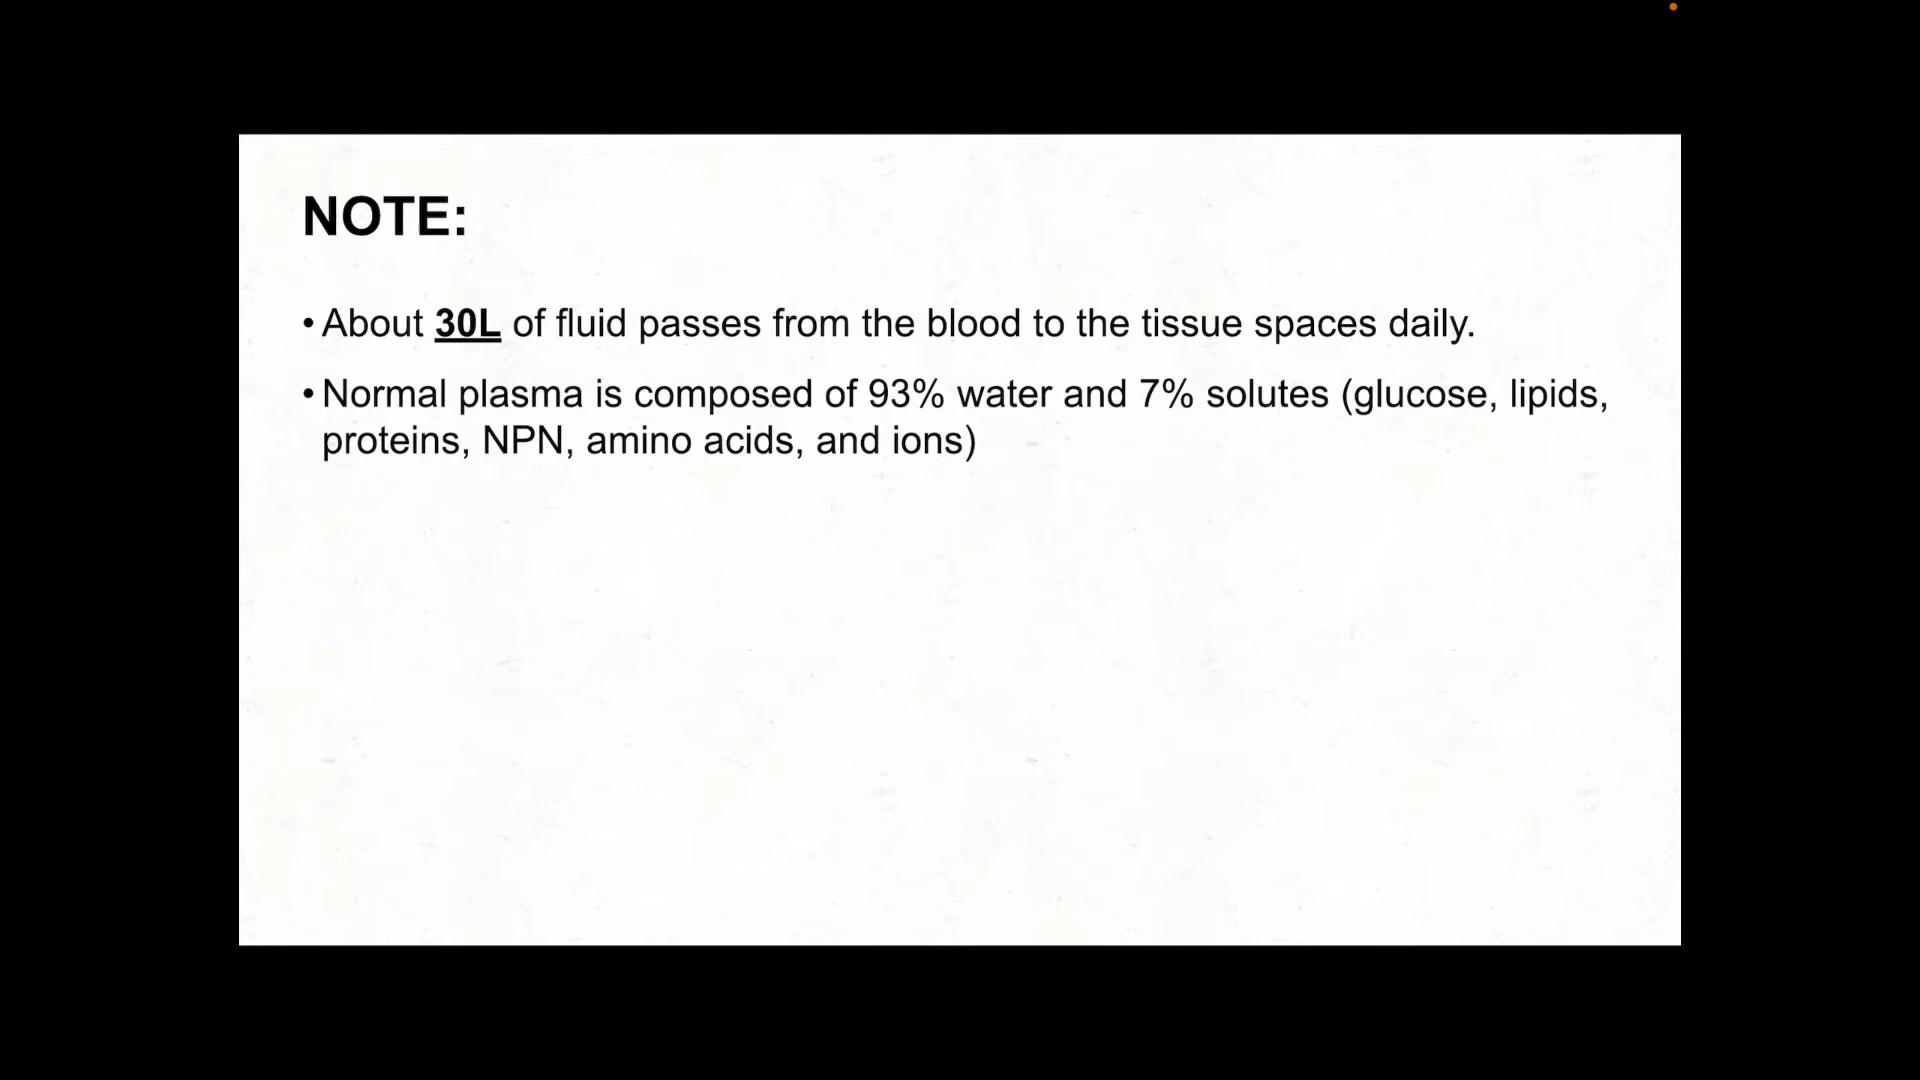 NOTE:
• About 30L of fluid passes from the blood to the tissue spaces daily.
• Normal plasma is composed of 93% water and 7% solutes (glucose, lipids,
proteins, NPN, amino acids, and ions)